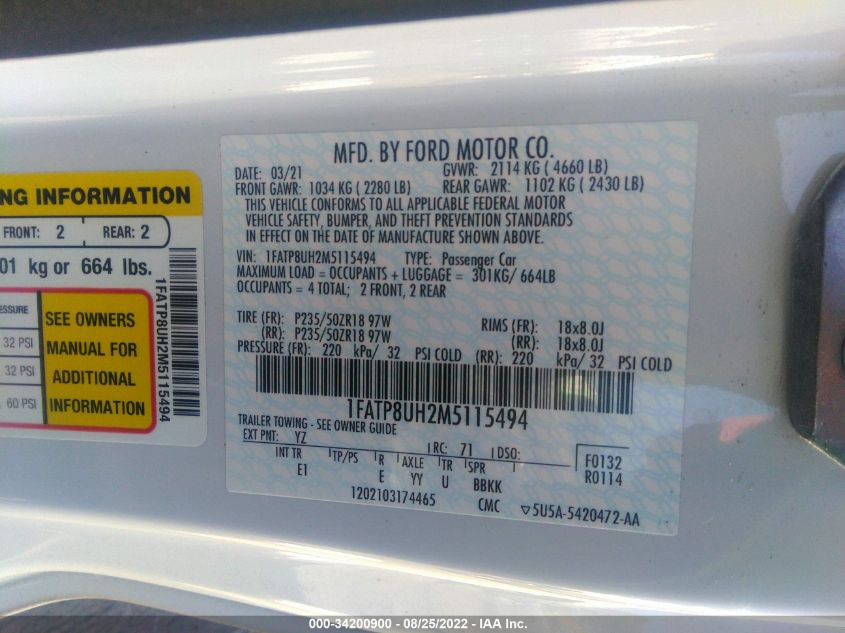 NG INFORMATION
FRONT: 2 REAR: 2
01 kg or 664 lbs.
ESSURE
32 PSI
32 PSI
60 PSI
SEE OWNERS
MANUAL FOR
ADDITIONAL
INFORMATION
1FATP8UH2M5115494
MFD. BY FORD MOTOR CO.
DATE: 03/21 GVWR: 2114 KG ( 4660 LB)
FRONT GAWR: 1034 KG ( 2280 LB) REAR GAWR: 1102 KG ( 2430 LB)
THIS VEHICLE CONFORMS TO ALL APPLICABLE FEDERAL MOTOR
VEHICLE SAFETY, BUMPER, AND THEFT PREVENTION STANDARDS
IN EFFECT ON THE DATE OF MANUFACTURE SHOWN ABOVE.
VIN: 1FATP8UH2M5115494 TYPE: Passenger Car
MAXIMUM LOAD = OCCUPANTS + LUGGAGE = 301KG/ 664LB
OCCUPANTS = 4 TOTAL; 2 FRONT, 2 REAR
TIRE (FR): P235/50ZR18 97W RIMS (FR): 18x8.0J
(RR): P235/50ZR18 97W (RR): 18x8.0J
PRESSURE (FR): 220 kPa/ 32 PSI COLD (RR): 220 kPa/ 32 PSI COLD
1FATP8UH2M5115494
TRAILER TOWING - SEE OWNER GUIDE
EXT PNT: YZ RC: 71 DSO:
F0132
R0114
INT TR TP/PS R AXLE TR SPR
E1 E YY U BBKK
1202103174465 CMC ▽5U5A-5420472-AA
000-34200900 - 08/25/2022 - IAA Inc.